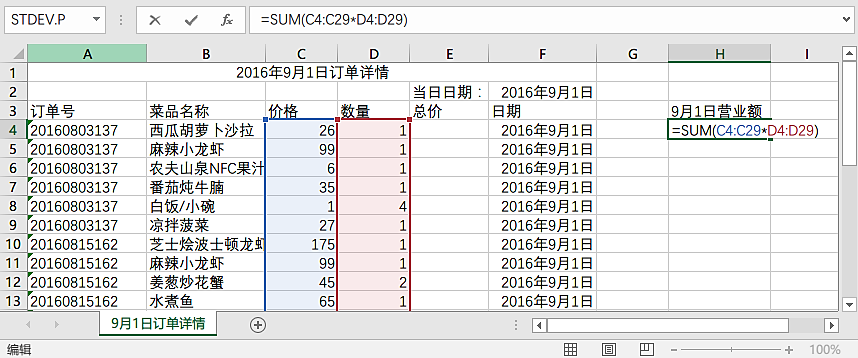 STDEV.P =SUM(C4:C29*D4:D29)
A B C D E F G H I
1 2016年9月1日订单详情
2 当日日期： 2016年9月1日
3 订单号 菜品名称 价格 数量 总价 日期 9月1日营业额
4 20160803137 西瓜胡萝卜沙拉 26 1 2016年9月1日 =SUM(C4:C29*D4:D29)
5 20160803137 麻辣小龙虾 99 1 2016年9月1日
6 20160803137 农夫山泉NFC果汁 6 1 2016年9月1日
7 20160803137 番茄炖牛腩 35 1 2016年9月1日
8 20160803137 白饭/小碗 1 4 2016年9月1日
9 20160803137 凉拌菠菜 27 1 2016年9月1日
10 20160815162 芝士烩波士顿龙虾 175 1 2016年9月1日
11 20160815162 麻辣小龙虾 99 1 2016年9月1日
12 20160815162 姜葱炒花蟹 45 2 2016年9月1日
13 20160815162 水煮鱼 65 1 2016年9月1日
9月1日订单详情
编辑 100%